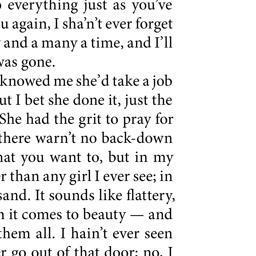 everything just as you've
u again, I sha'n't ever forget
and a many a time, and I'll
was gone.
knowed me she'd take a job
ut I bet she done it, just the
She had the grit to pray for
there warn't no back-down
hat you want to, but in my
r than any girl I ever see; in
sand. It sounds like flattery,
n it comes to beauty — and
them all. I hain't ever seen
r go out of that door; no, I